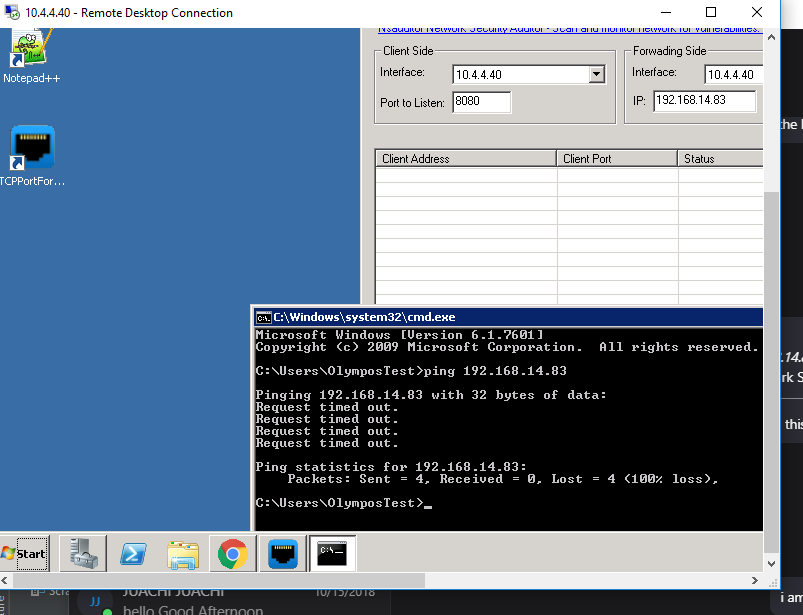 10.4.4.40 - Remote Desktop Connection
Notepad++
TCPPortFor...
Nsauditor Network Security Auditor - Scan and monitor network for vulnerabilities.
Client Side
Interface: 10.4.4.40
Port to Listen: 8080
Forwading Side
Interface: 10.4.4.40
IP: 192.168.14.83
Client Address Client Port Status
C:\Windows\system32\cmd.exe
Microsoft Windows [Version 6.1.7601]
Copyright (c) 2009 Microsoft Corporation.  All rights reserved.
C:\Users\OlymposTest>ping 192.168.14.83
Pinging 192.168.14.83 with 32 bytes of data:
Request timed out.
Request timed out.
Request timed out.
Request timed out.
Ping statistics for 192.168.14.83:
    Packets: Sent = 4, Received = 0, Lost = 4 (100% loss),
C:\Users\OlymposTest>_
Start
the
.14.8
rk S
this
i am
JJ
JUACHI JUACHI 10/15/2018
hello Good Afternoon